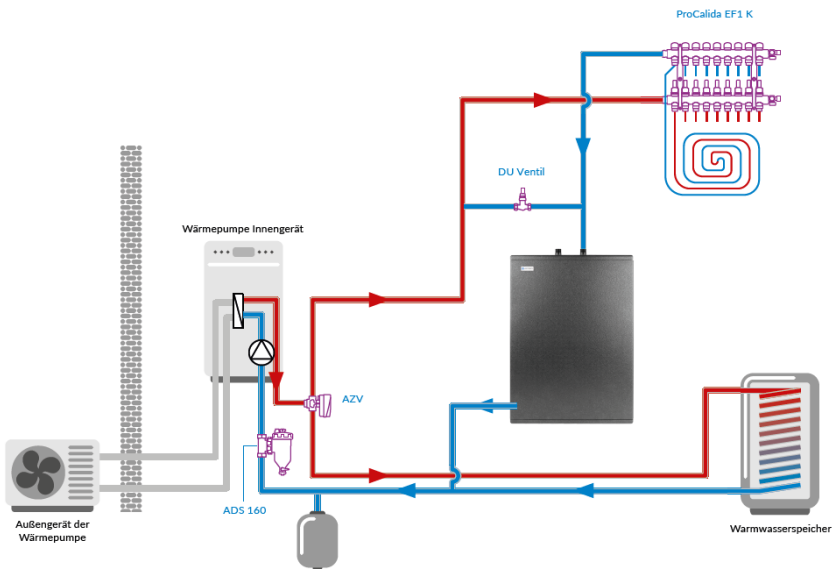 ProCalida EF1 K
DU Ventil
Wärmepumpe Innengerät
AZV
ADS 160
Außengerät der
Wärmepumpe
Warmwasserspeicher